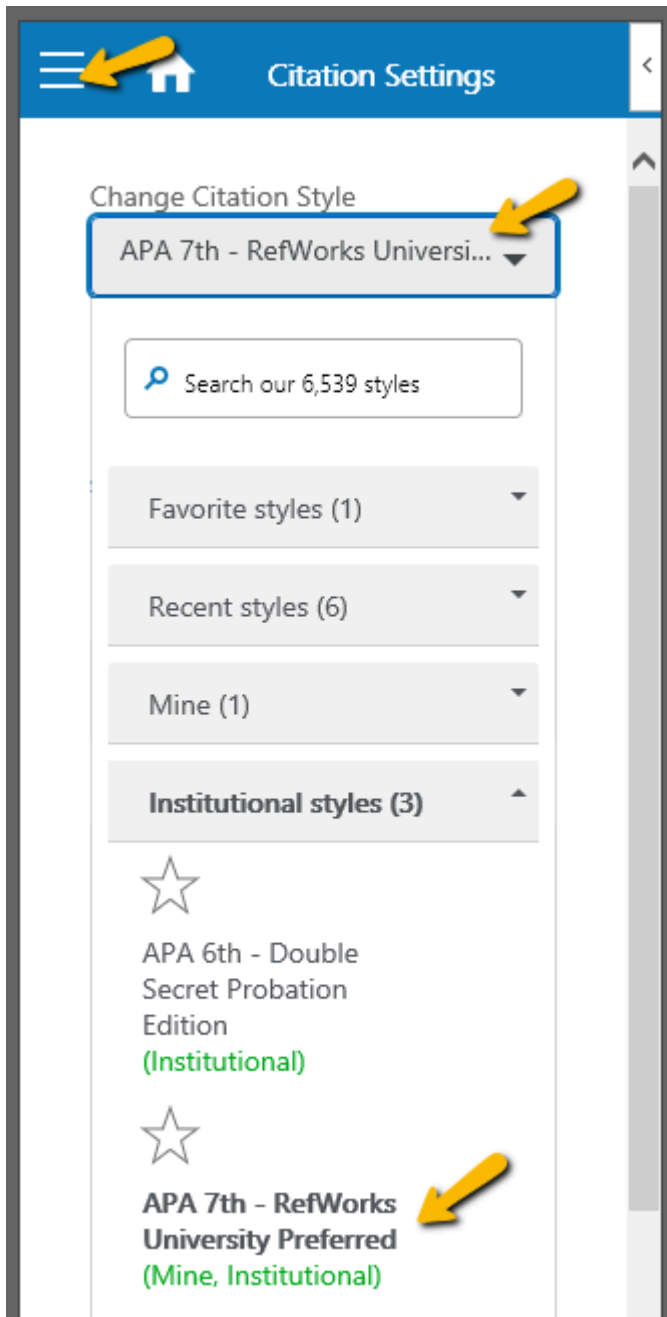 Citation Settings
Change Citation Style
APA 7th - RefWorks Universi...
Search our 6,539 styles
Favorite styles (1)
Recent styles (6)
Mine (1)
Institutional styles (3)
APA 6th - Double
Secret Probation
Edition
(Institutional)
APA 7th - RefWorks
University Preferred
(Mine, Institutional)